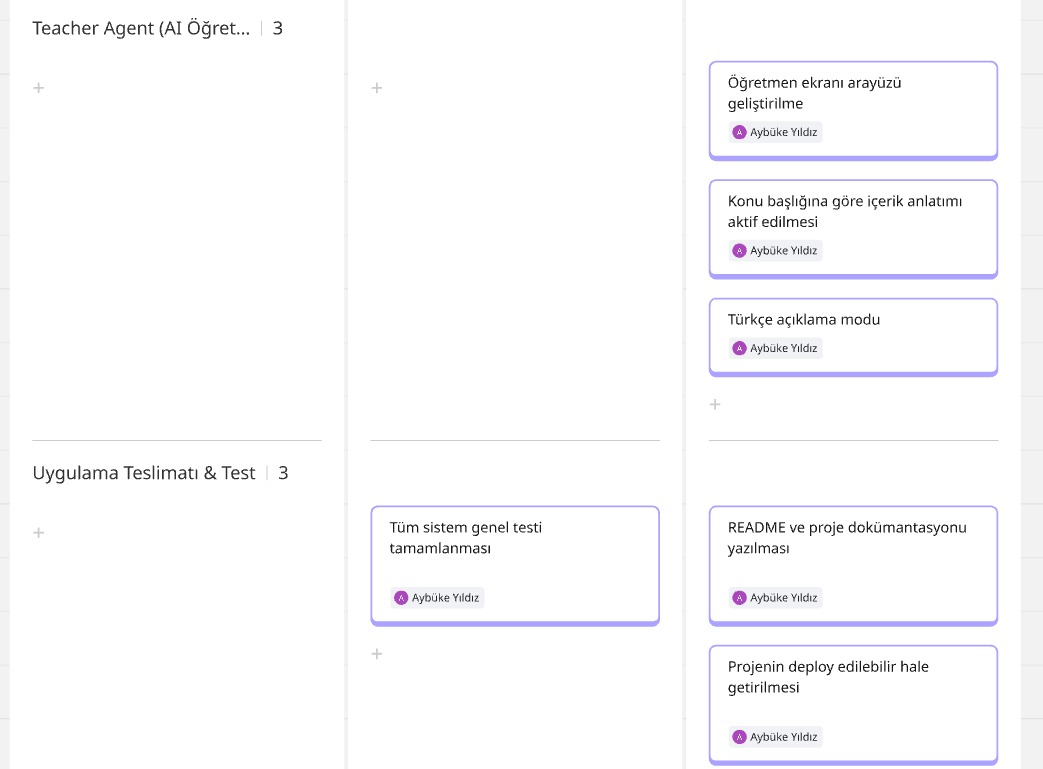 Teacher Agent (AI Öğret... | 3
+
+
Öğretmen ekranı arayüzü
geliştirilme
A Aybüke Yıldız
Konu başlığına göre içerik anlatımı
aktif edilmesi
A Aybüke Yıldız
Türkçe açıklama modu
A Aybüke Yıldız
+
Uygulama Teslimatı & Test | 3
+
Tüm sistem genel testi
tamamlanması
A Aybüke Yıldız
+
README ve proje dokümantasyonu
yazılması
A Aybüke Yıldız
Projenin deploy edilebilir hale
getirilmesi
A Aybüke Yıldız